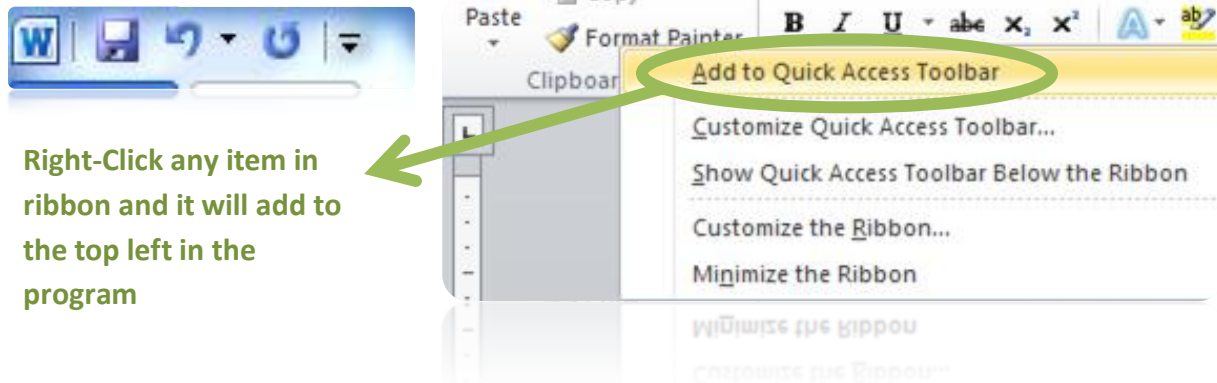 W
Right-Click any item in
ribbon and it will add to
the top left in the
program
Paste
Format Painter
B I U abe X₂ X² A ab
Clipboar
Add to Quick Access Toolbar
Customize Quick Access Toolbar...
Show Quick Access Toolbar Below the Ribbon
Customize the Ribbon...
Minimize the Ribbon
L